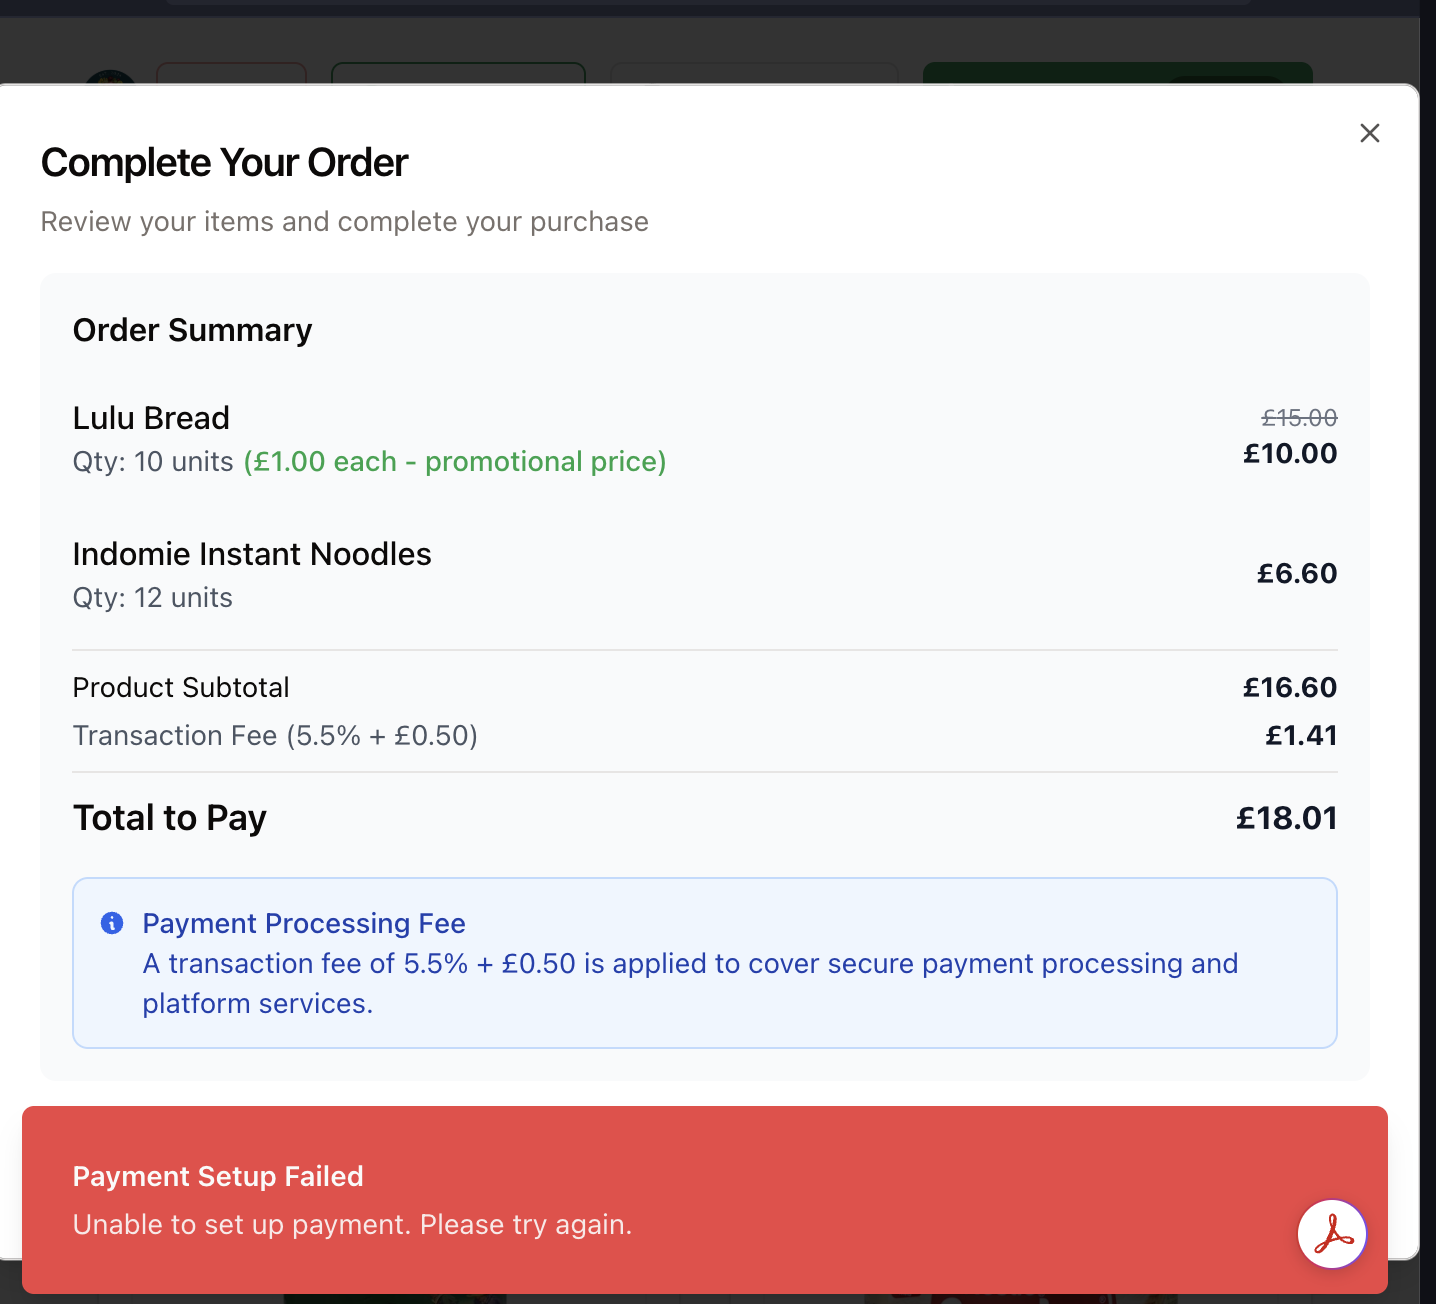 Complete Your Order
Review your items and complete your purchase
Order Summary
Lulu Bread
£15.00
Qty: 10 units (£1.00 each - promotional price)
£10.00
Indomie Instant Noodles
£6.60
Qty: 12 units
Product Subtotal
£16.60
Transaction Fee (5.5% + £0.50)
£1.41
Total to Pay
£18.01
Payment Processing Fee
A transaction fee of 5.5% + £0.50 is applied to cover secure payment processing and
platform services.
Payment Setup Failed
Unable to set up payment. Please try again.